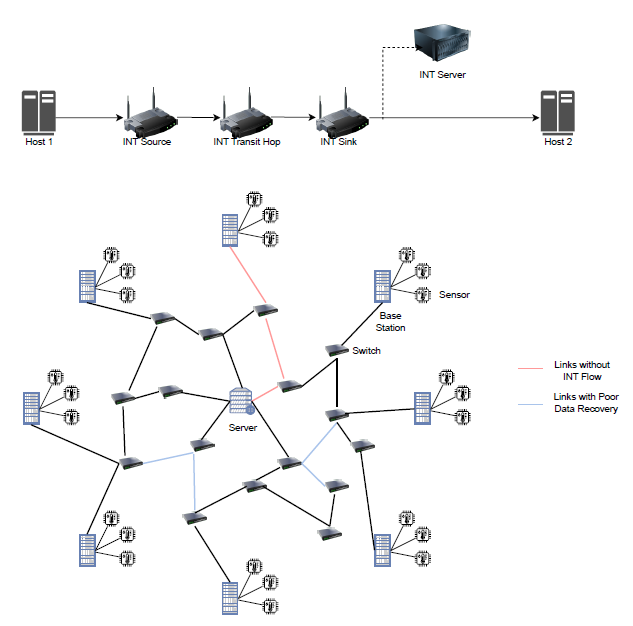 INT Server
Host 1
INT Source
INT Transit Hop
INT Sink
Host 2
Sensor
Base
Station
Switch
Links without
INT Flow
Links with Poor
Data Recovery
Server